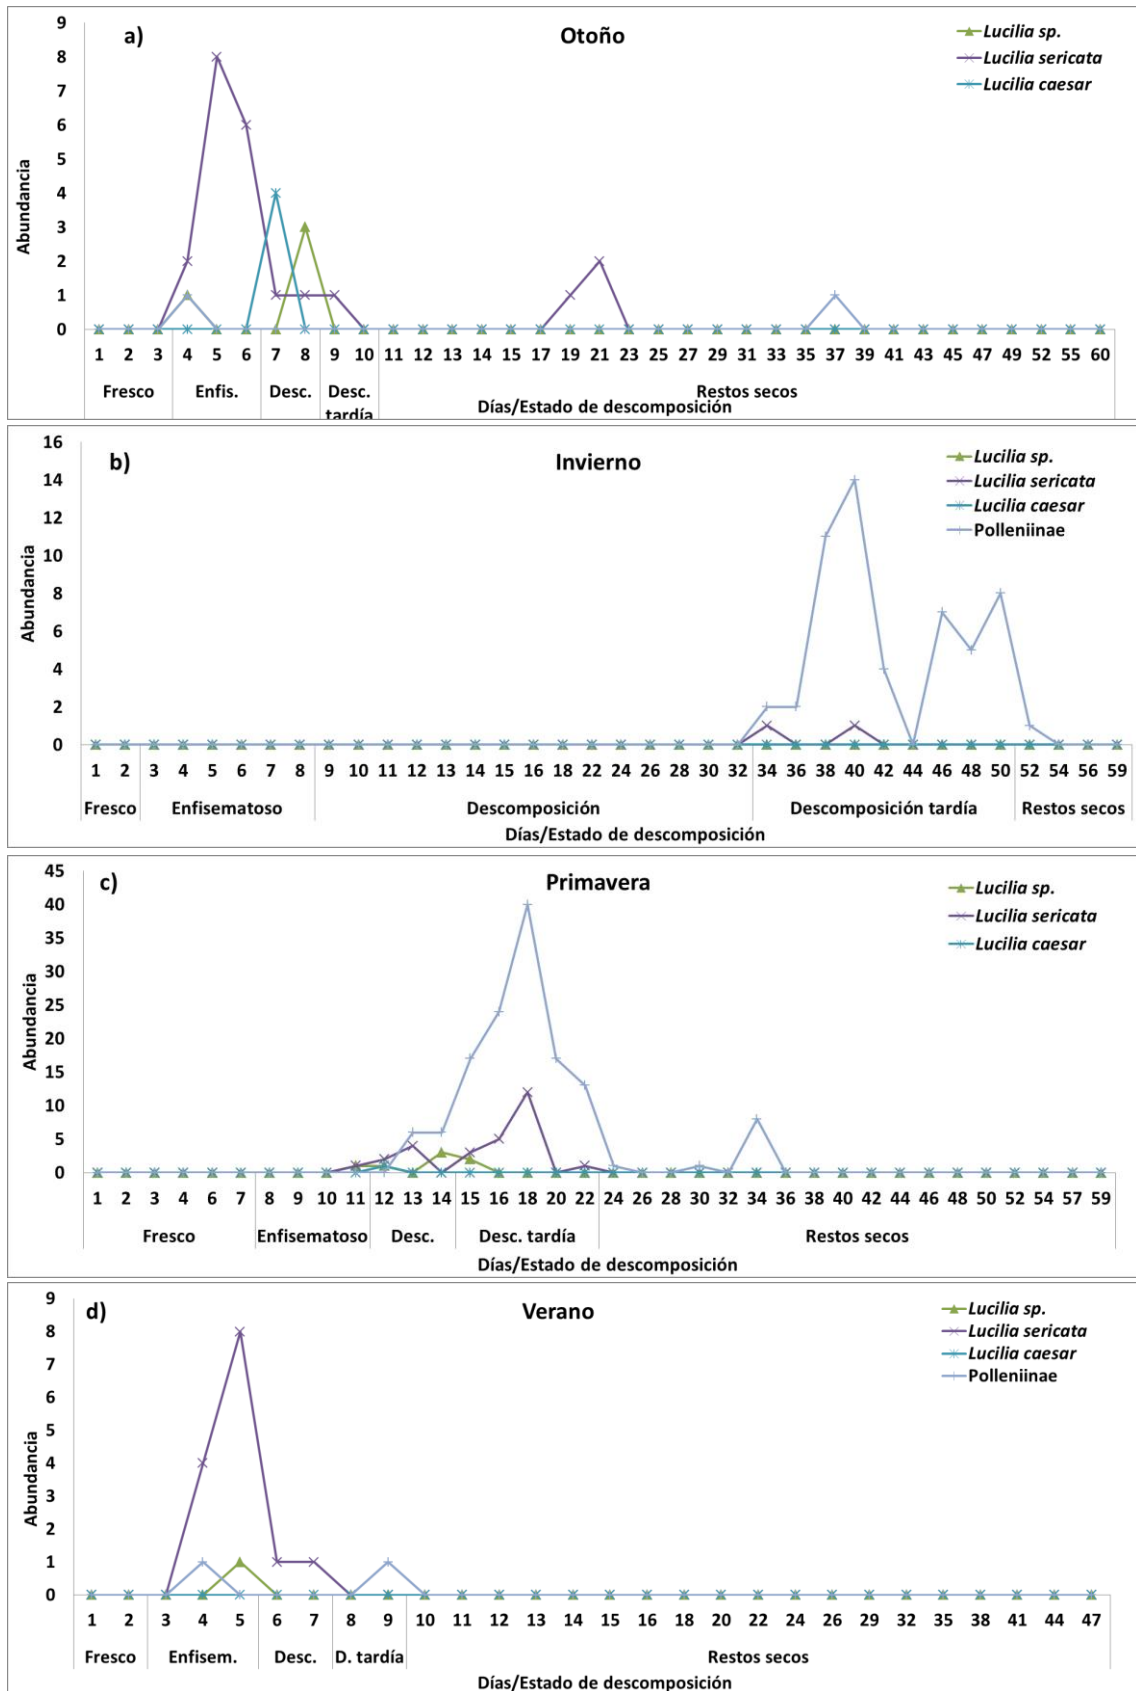 a)
Otoño
Lucilia sp.
Lucilia sericata
Lucilia caesar
Abundancia
9
8
7
6
5
4
3
2
1
0
1 2 3 4 5 6 7 8 9 10 11 12 13 14 15 17 19 21 23 25 27 29 31 33 35 37 39 41 43 45 47 49 52 55 60
Fresco Enfis. Desc. Desc. tardía Restos secos
Días/Estado de descomposición
b)
Invierno
Lucilia sp.
Lucilia sericata
Lucilia caesar
Polleniinae
Abundancia
16
14
12
10
8
6
4
2
0
1 2 3 4 5 6 7 8 9 10 11 12 13 14 15 16 18 22 24 26 28 30 32 34 36 38 40 42 44 46 48 50 52 54 56 59
Fresco Enfisematoso Descomposición Descomposición tardía Restos secos
Días/Estado de descomposición
c)
Primavera
Lucilia sp.
Lucilia sericata
Lucilia caesar
Abundancia
45
40
35
30
25
20
15
10
5
0
1 2 3 4 6 7 8 9 10 11 12 13 14 15 16 18 20 22 24 26 28 30 32 34 36 38 40 42 44 46 48 50 52 54 57 59
Fresco Enfisematoso Desc. Desc. tardía Restos secos
Días/Estado de descomposición
d)
Verano
Lucilia sp.
Lucilia sericata
Lucilia caesar
Polleniinae
Abundancia
9
8
7
6
5
4
3
2
1
0
1 2 3 4 5 6 7 8 9 10 11 12 13 14 15 16 18 20 22 24 26 29 32 35 38 41 44 47
Fresco Enfisem. Desc. D. tardía Restos secos
Días/Estado de descomposición